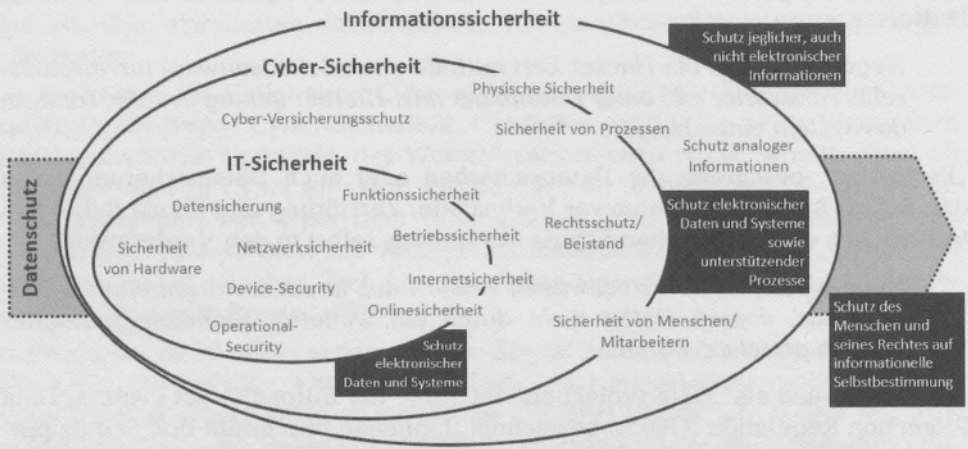 Informationssicherheit
Schutz jeglicher, auch
nicht elektronischer
Informationen
Cyber-Sicherheit
Physische Sicherheit
Cyber-Versicherungsschutz
Sicherheit von Prozessen
IT-Sicherheit
Schutz analoger
Informationen
Datenschutz
Datensicherung
Funktionssicherheit
Schutz elektronischer
Daten und Systeme
sowie
unterstützender
Prozesse
Rechtsschutz/
Beistand
Betriebssicherheit
Sicherheit
von Hardware
Netzwerksicherheit
Device-Security
Internetsicherheit
Onlinesicherheit
Operational-
Security
Sicherheit von Menschen/
Mitarbeitern
Schutz
elektronischer
Daten und Systeme
Schutz des
Menschen und
seines Rechtes auf
informationelle
Selbstbestimmung